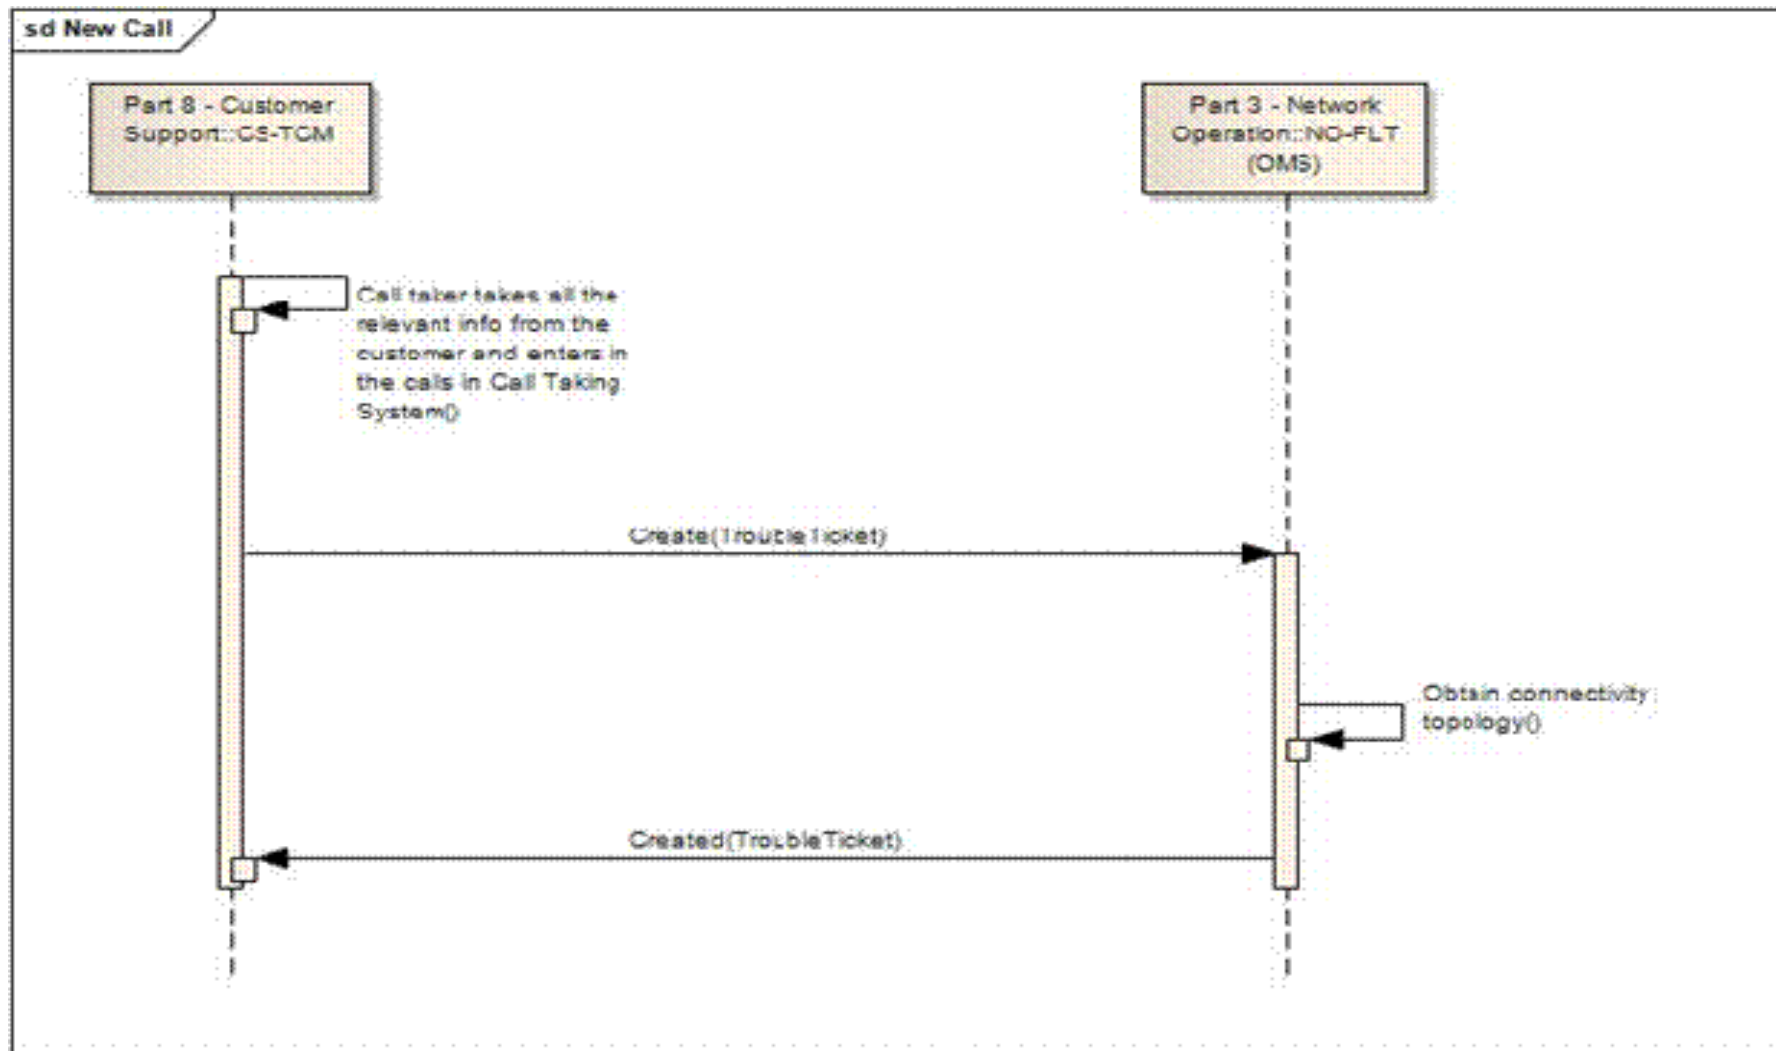 sd New Call
Part 8 - Customer
Support::CS-TCM
Part 3 - Network
Operation::NO-FLT
(OMS)
Call taker takes all the
relevant info from the
customer and enters in
the calls in Call Taking
System()
Create(TroubleTicket)
Obtain connectivity
topology()
Created(TroubleTicket)